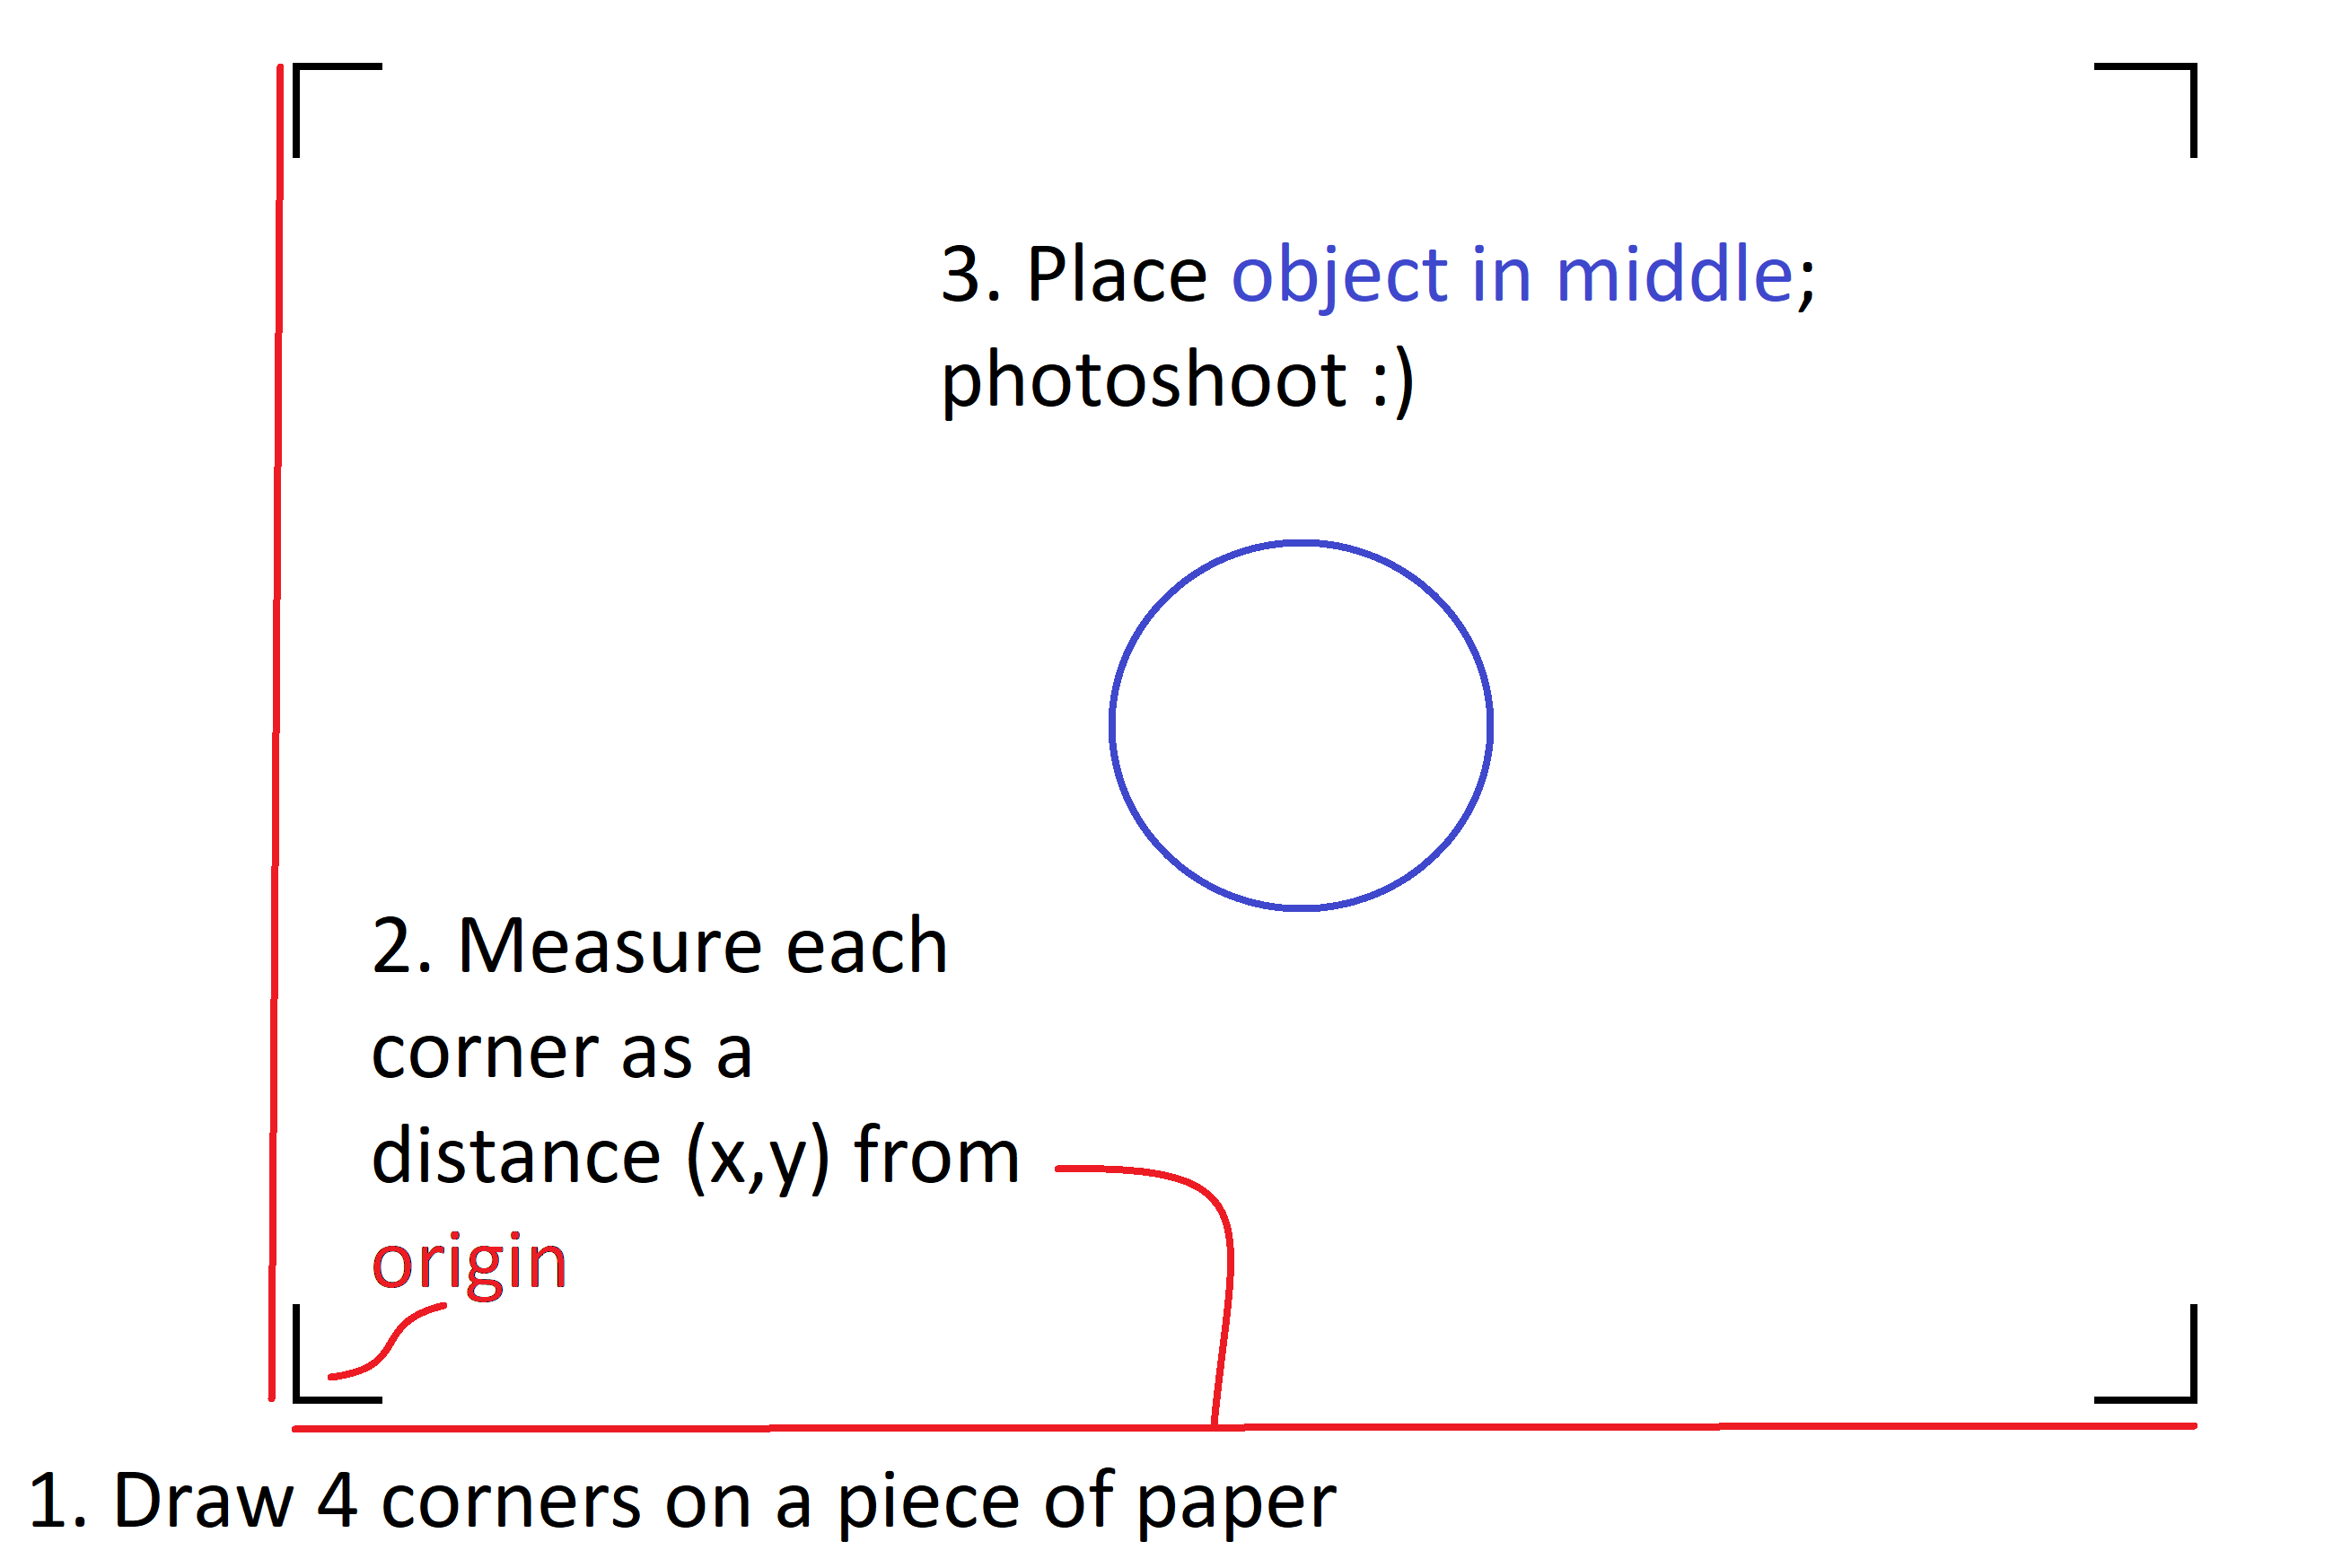 3. Place object in middle;
photoshoot :)
2. Measure each
corner as a
distance (x,y) from
origin
1. Draw 4 corners on a piece of paper